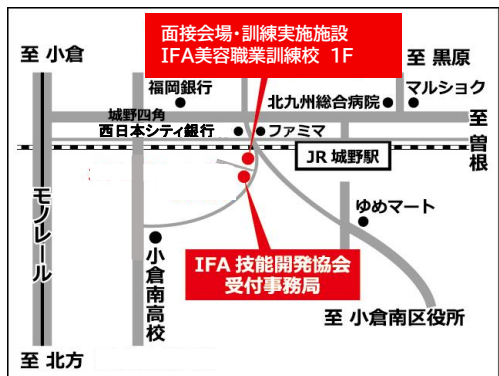 面接会場・訓練実施施設
IFA美容職業訓練校 1F
至 小倉
至 黒原
福岡銀行
マルショク
北九州総合病院
城野四角
至 曽根
西日本シティ銀行
ファミマ
JR 城野駅
モノレール
ゆめマート
小倉南高校
IFA 技能開発協会
受付事務局
至 小倉南区役所
至 北方